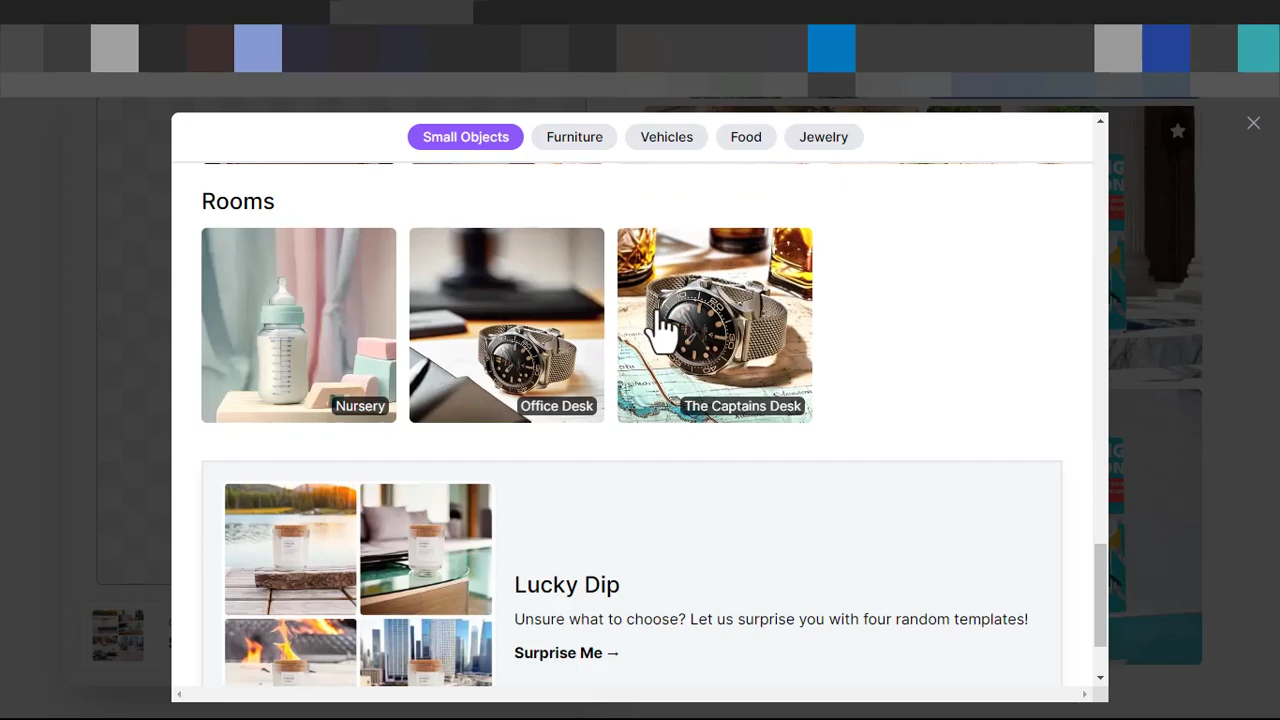 Small Objects
Furniture
Vehicles
Food
Jewelry
Rooms
Nursery
Office Desk
The Captains Desk
Lucky Dip
Unsure what to choose? Let us surprise you with four random templates!
Surprise Me →